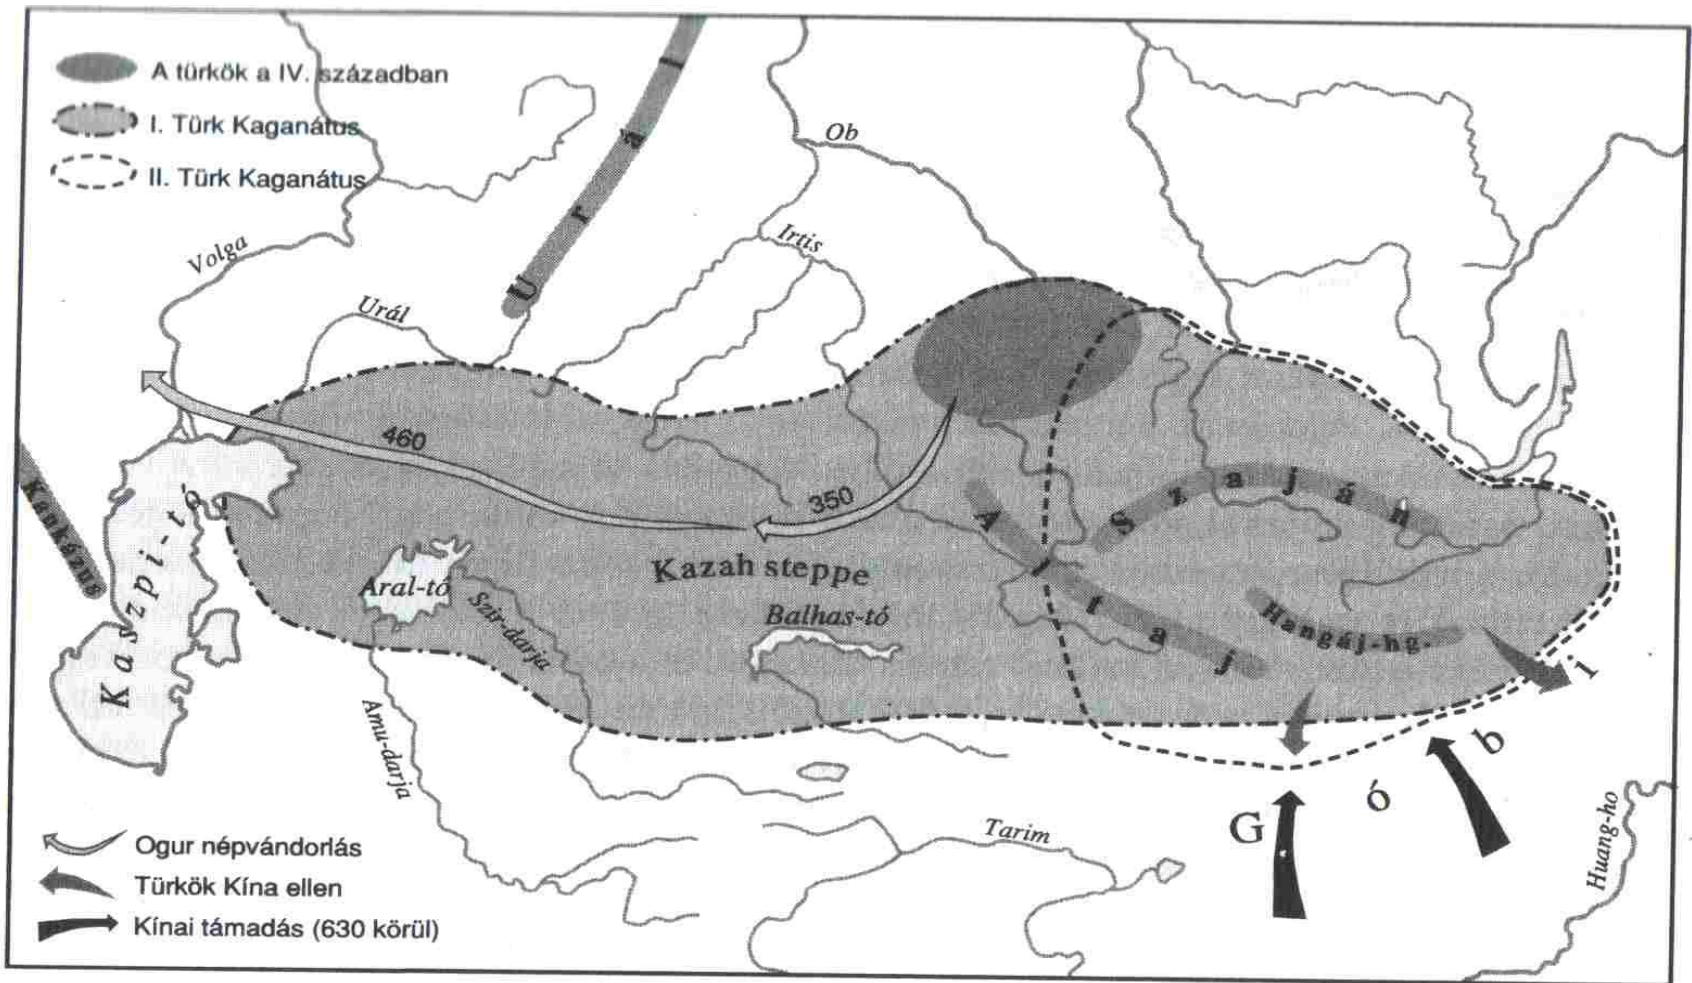 A türkök a IV. században
I. Türk Kaganátus
II. Türk Kaganátus
Urál
Ob
Volga
Irtis
Urál
460
350
Kaukázus
Kaszpi-tó
Aral-tó
Szir-darja
Kazah steppe
Balhas-tó
Altaj
Szaján
Hangáj-hg.
Amu-darja
Góbi
Tarim
Huang-ho
Ogur népvándorlás
Türkök Kína ellen
Kínai támadás (630 körül)